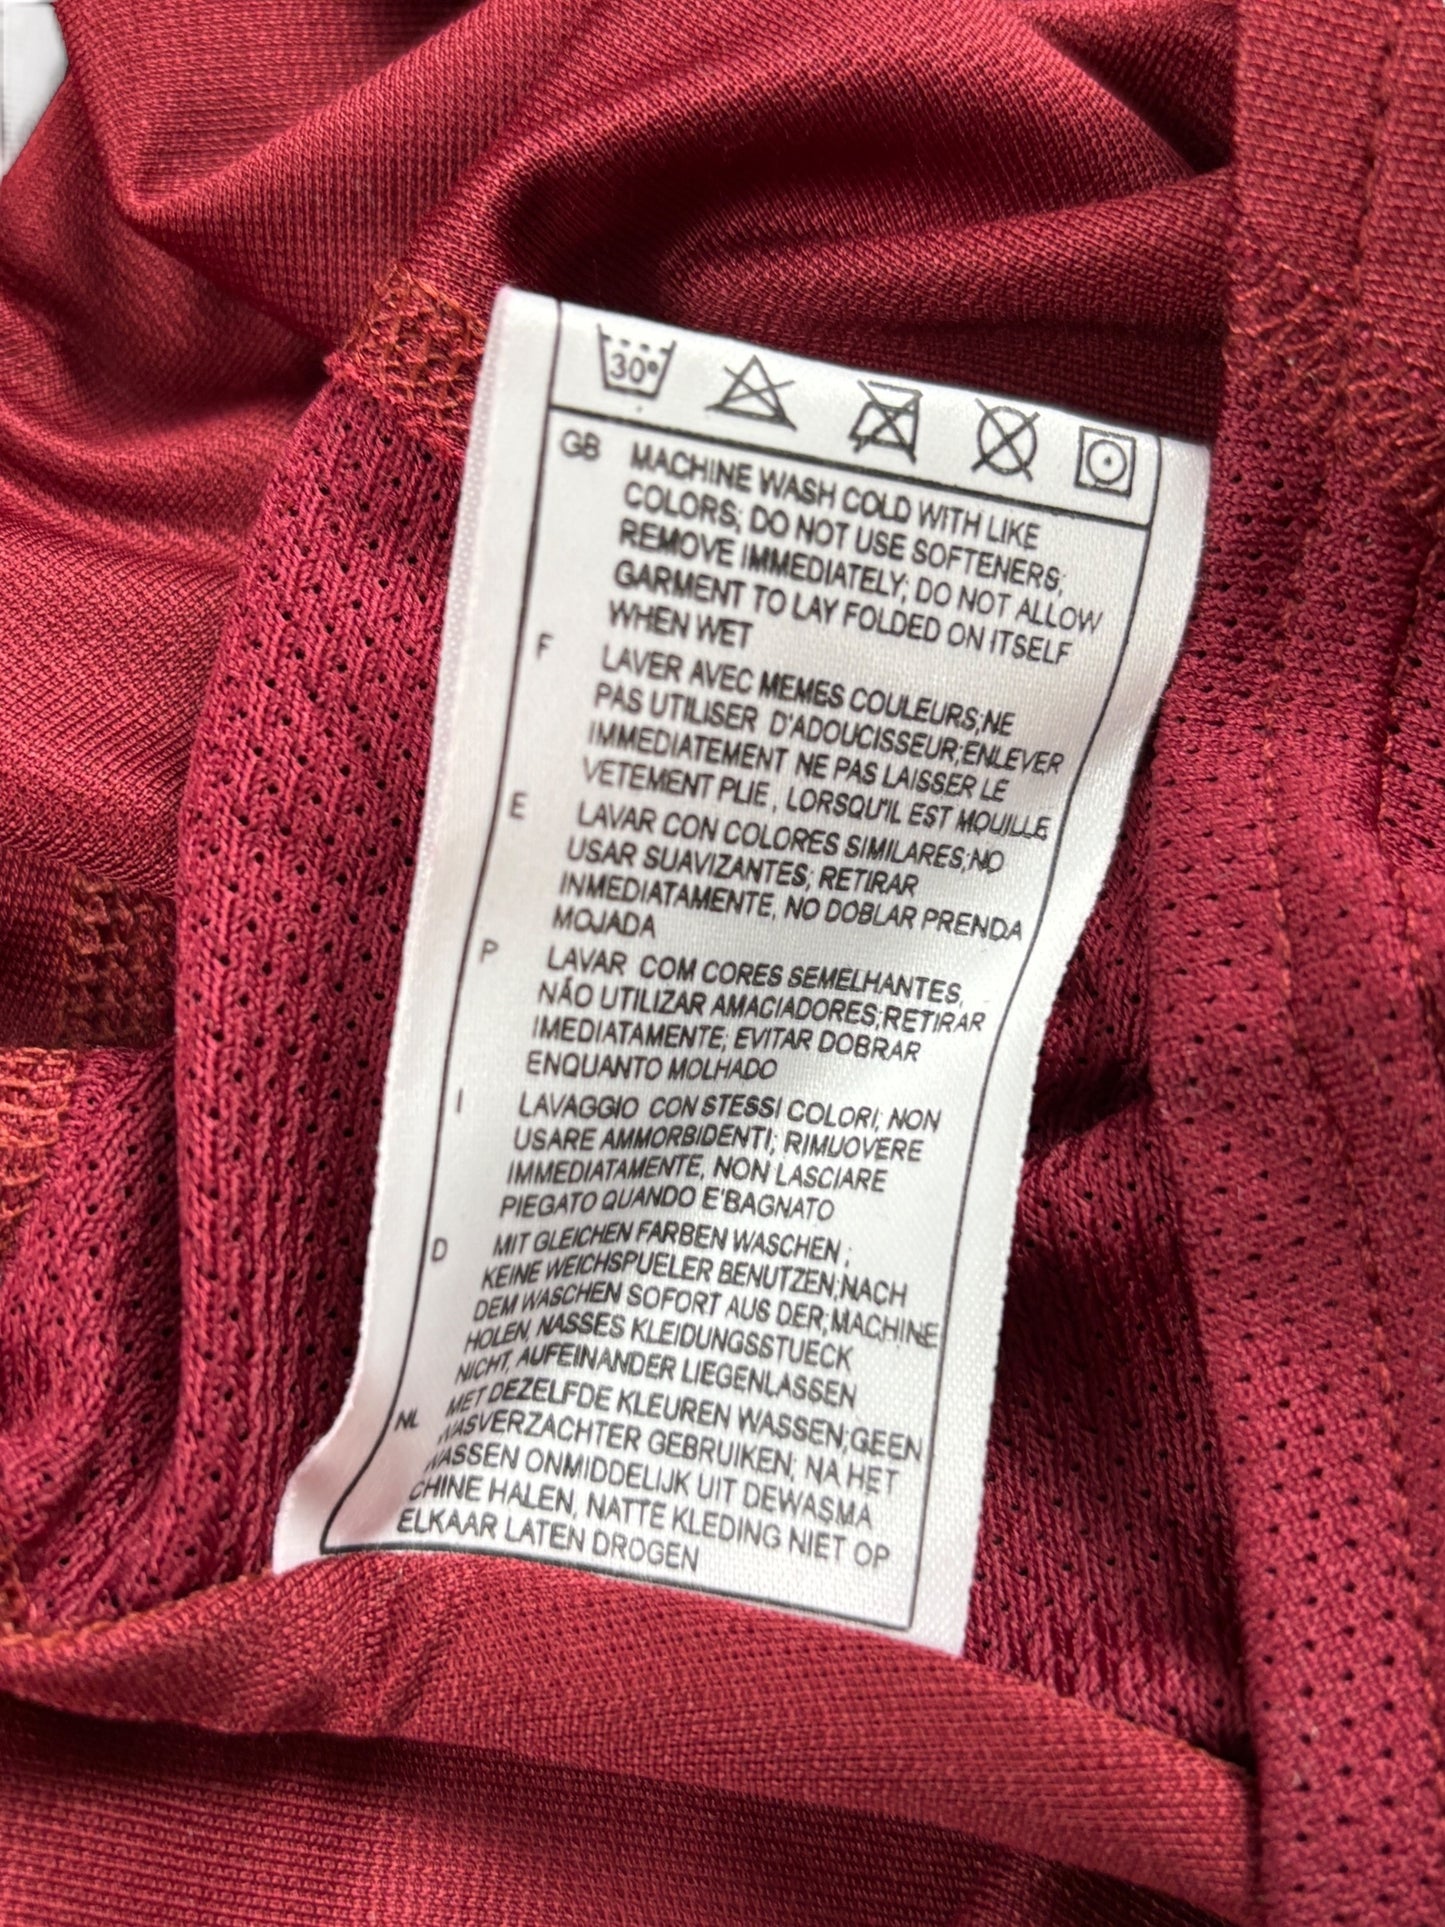 30°
GB MACHINE WASH COLD WITH LIKE
COLORS; DO NOT USE SOFTENERS;
REMOVE IMMEDIATELY; DO NOT ALLOW
GARMENT TO LAY FOLDED ON ITSELF
WHEN WET
F LAVER AVEC MEMES COULEURS;NE
PAS UTILISER D'ADOUCISSEUR;ENLEVER
IMMEDIATEMENT NE PAS LAISSER LE
VETEMENT PLIE, LORSQU'IL EST MOUILLE
E LAVAR CON COLORES SIMILARES;NO
USAR SUAVIZANTES; RETIRAR
INMEDIATAMENTE, NO DOBLAR PRENDA
MOJADA
P LAVAR COM CORES SEMELHANTES,
NÃO UTILIZAR AMACIADORES;RETIRAR
IMEDIATAMENTE; EVITAR DOBRAR
ENQUANTO MOLHADO
I LAVAGGIO CON STESSI COLORI; NON
USARE AMMORBIDENTI; RIMUOVERE
IMMEDIATAMENTE, NON LASCIARE
PIEGATO QUANDO E'BAGNATO
D MIT GLEICHEN FARBEN WASCHEN;
KEINE WEICHSPUELER BENUTZEN;NACH
DEM WASCHEN SOFORT AUS DER;MACHINE
HOLEN, NASSES KLEIDUNGSSTUECK
NICHT, AUFEINANDER LIEGENLASSEN
NL MET DEZELFDE KLEUREN WASSEN;GEEN
WASVERZACHTER GEBRUIKEN; NA HET
WASSEN ONMIDDELIJK UIT DEWASMA
CHINE HALEN, NATTE KLEDING NIET OP
ELKAAR LATEN DROGEN